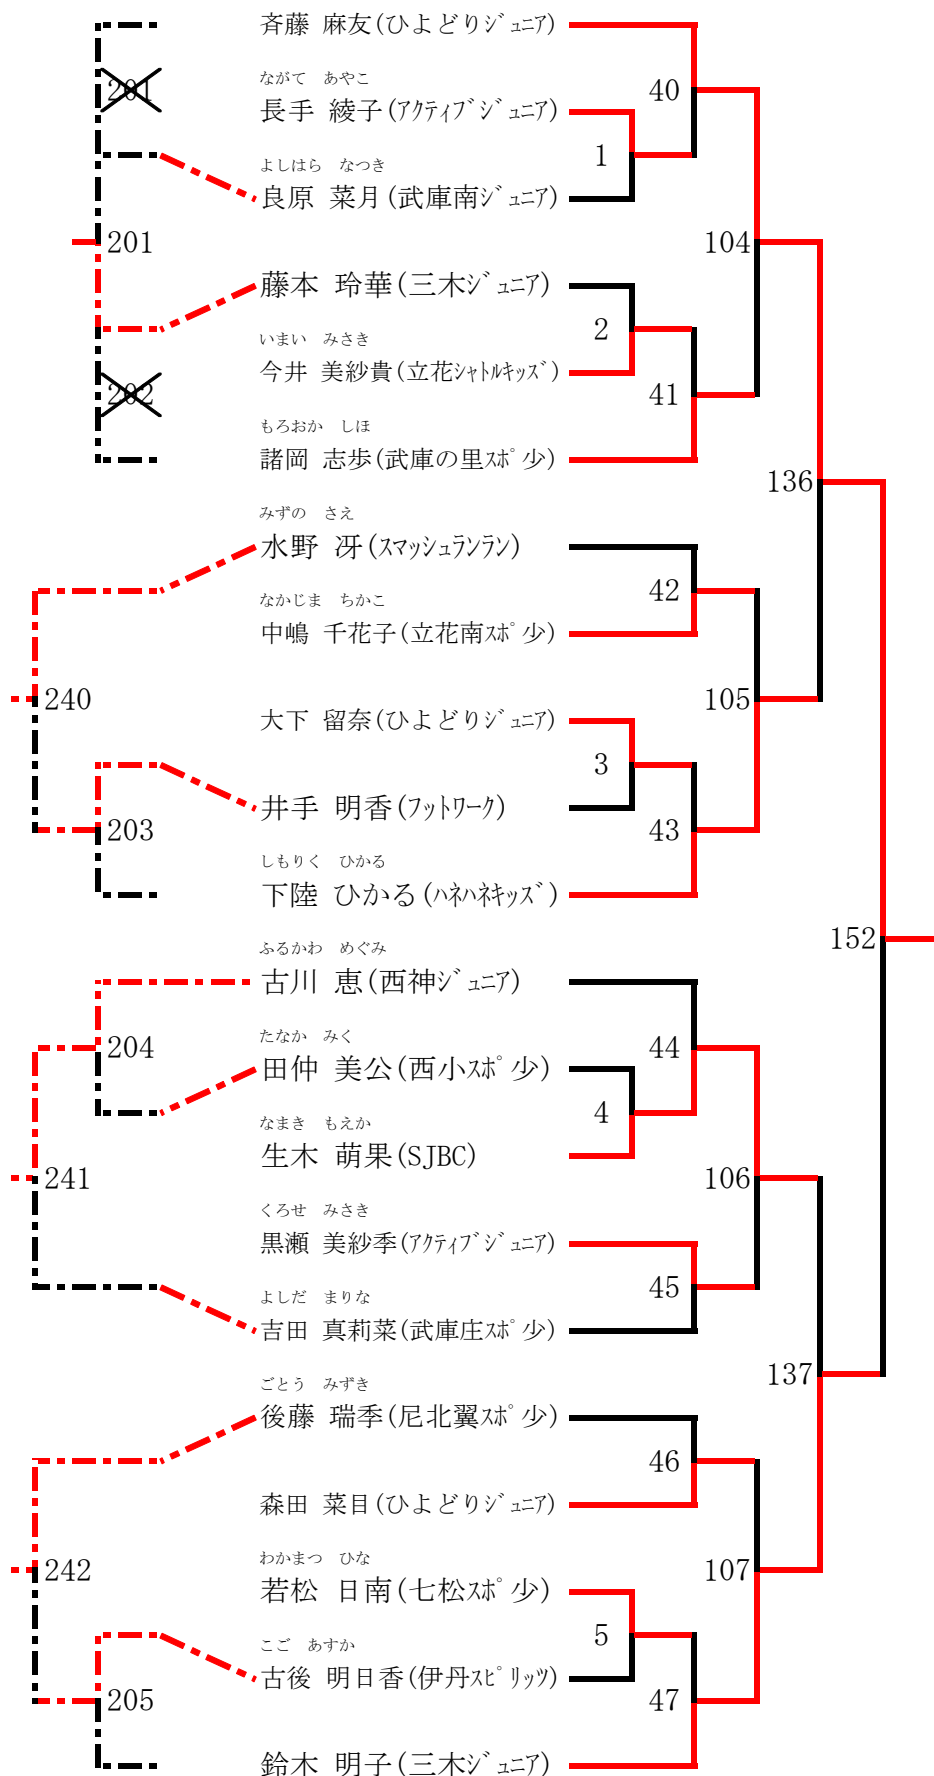 斉藤 麻友(ひよどりジュニア)
201
ながて あやこ
長手 綾子(アクティブジュニア)
40
1
よしはら なつき
良原 菜月(武庫南ジュニア)
201
104
藤本 玲華(三木ジュニア)
2
いまい みさき
今井 美紗貴(立花シャトルキッズ)
202
41
もろおか しほ
諸岡 志歩(武庫の里スポ少)
136
みずの さえ
水野 冴(スマッシュランラン)
42
なかじま ちかこ
中嶋 千花子(立花南スポ少)
240
105
大下 留奈(ひよどりジュニア)
3
井手 明香(フットワーク)
203
43
しもりく ひかる
下陸 ひかる(ハネハネキッズ)
152
ふるかわ めぐみ
古川 恵(西神ジュニア)
204
44
たなか みく
田仲 美公(西小スポ少)
4
なまき もえか
生木 萌果(SJBC)
241
106
くろせ みさき
黒瀬 美紗季(アクティブジュニア)
45
よしだ まりな
吉田 真莉菜(武庫庄スポ少)
137
ごとう みずき
後藤 瑞季(尼北翼スポ少)
46
森田 菜目(ひよどりジュニア)
242
107
わかまつ ひな
若松 日南(七松スポ少)
5
こご あすか
古後 明日香(伊丹スピリッツ)
205
47
鈴木 明子(三木ジュニア)